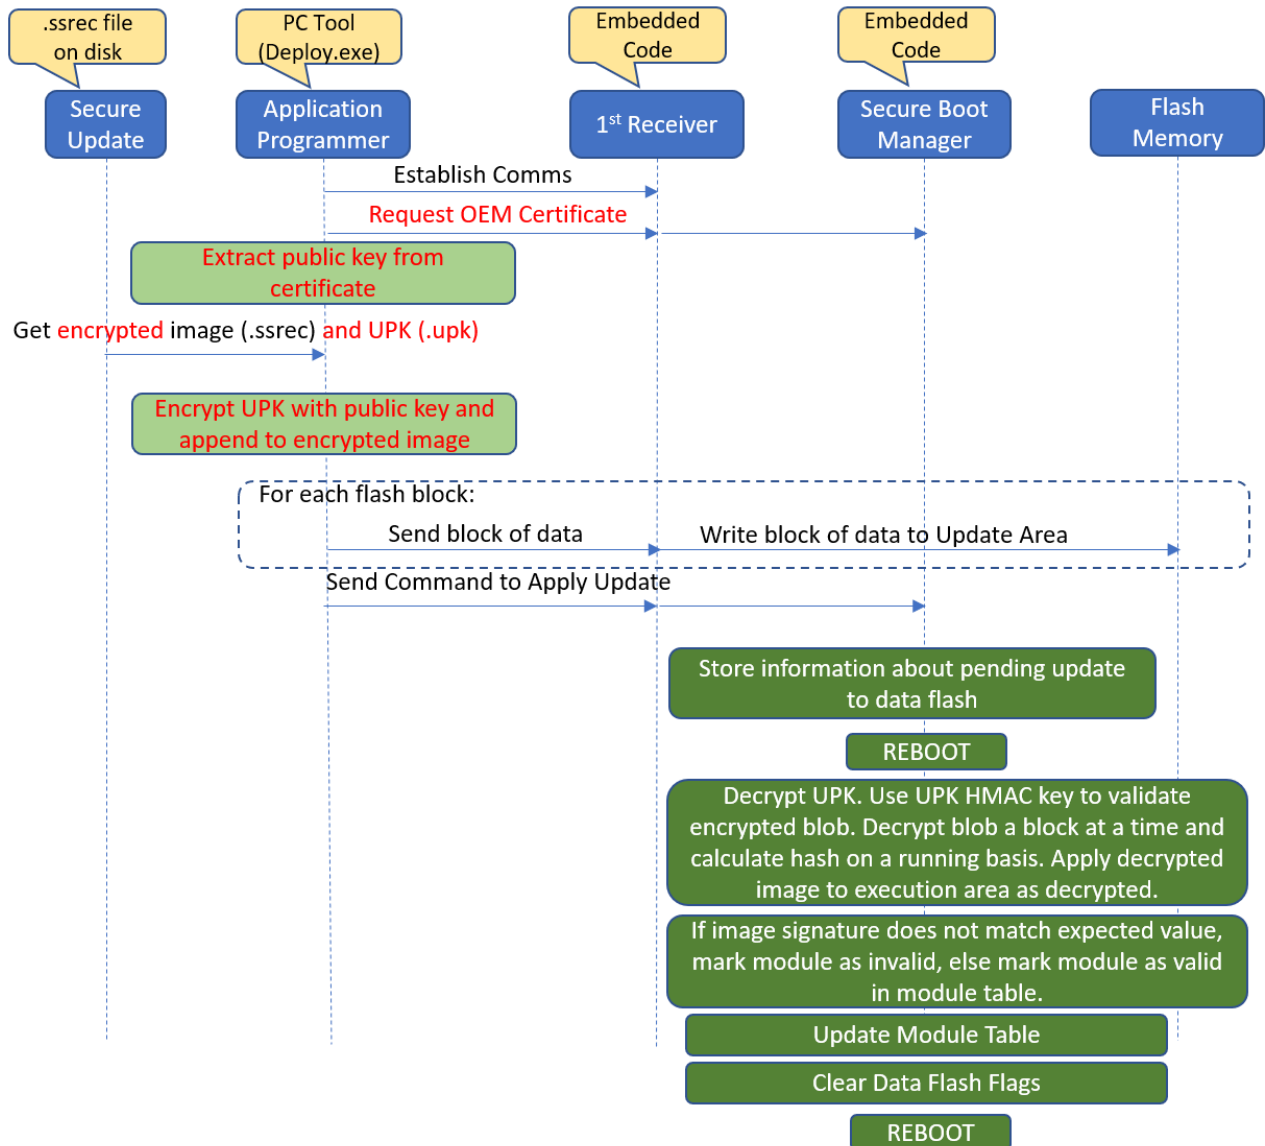 .ssrec file
on disk
PC Tool
(Deploy.exe)
Embedded
Code
Embedded
Code
Secure
Update
Application
Programmer
1st Receiver
Secure Boot
Manager
Flash
Memory
Establish Comms
Request OEM Certificate
Extract public key from
certificate
Get encrypted image (.ssrec) and UPK (.upk)
Encrypt UPK with public key and
append to encrypted image
For each flash block:
Send block of data
Write block of data to Update Area
Send Command to Apply Update
Store information about pending update
to data flash
REBOOT
Decrypt UPK. Use UPK HMAC key to validate
encrypted blob. Decrypt blob a block at a time and
calculate hash on a running basis. Apply decrypted
image to execution area as decrypted.
If image signature does not match expected value,
mark module as invalid, else mark module as valid
in module table.
Update Module Table
Clear Data Flash Flags
REBOOT